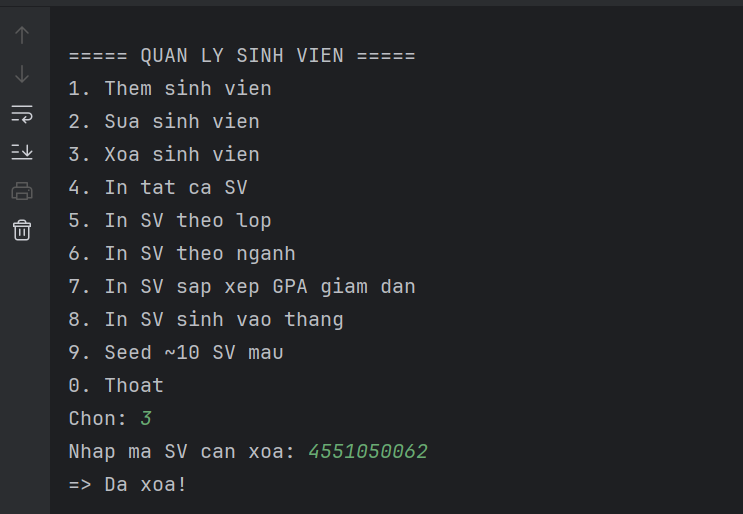 ===== QUAN LY SINH VIEN =====
1. Them sinh vien
2. Sua sinh vien
3. Xoa sinh vien
4. In tat ca SV
5. In SV theo lop
6. In SV theo nganh
7. In SV sap xep GPA giam dan
8. In SV sinh vao thang
9. Seed ~10 SV mau
0. Thoat
Chon: 3
Nhap ma SV can xoa: 4551050062
=> Da xoa!